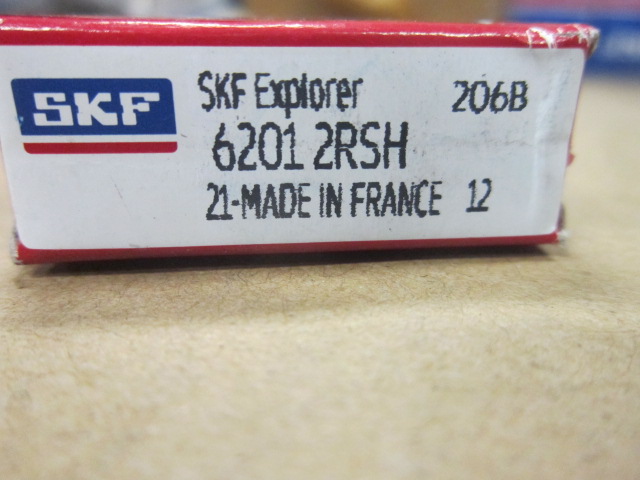 SKF
SKF Explorer 206B
6201 2RSH
21-MADE IN FRANCE 12